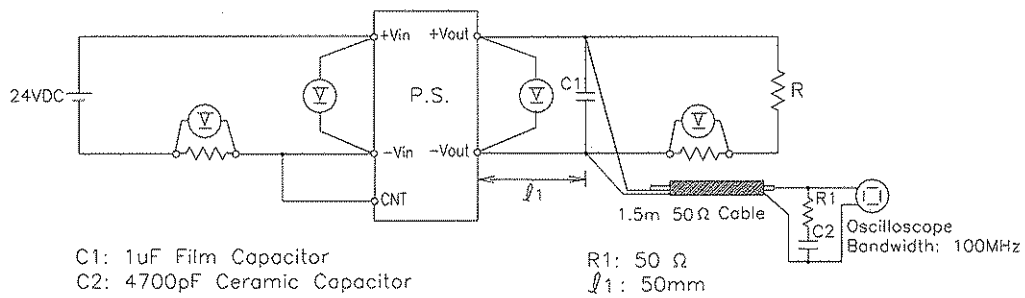 +Vin
+Vout
C1
24VDC
V
V
P.S.
V
V
R
-Vin
-Vout
CNT
ℓ1
1.5m 50Ω Cable
R1
C2
Oscilloscope
Bandwidth: 100MHz
C1: 1uF Film Capacitor
C2: 4700pF Ceramic Capacitor
R1: 50 Ω
ℓ1: 50mm